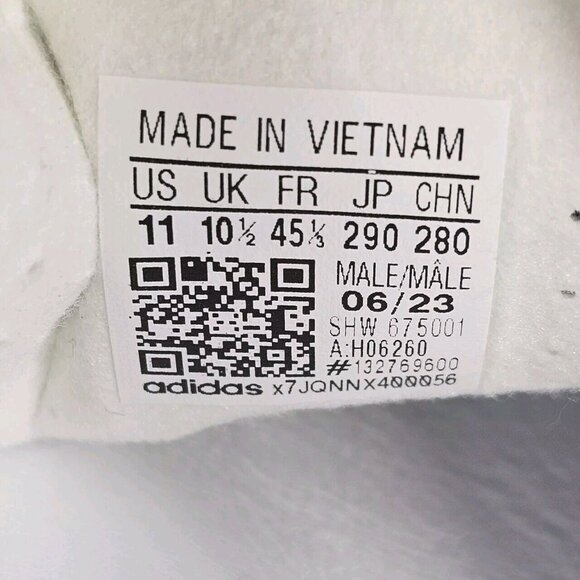 MADE IN VIETNAM
US UK FR JP CHN
11 10½ 45⅓ 290 280
MALE/MÂLE
06/23
SHW 675001
A:H06260
#132769600
adidas x7JQNNX400056